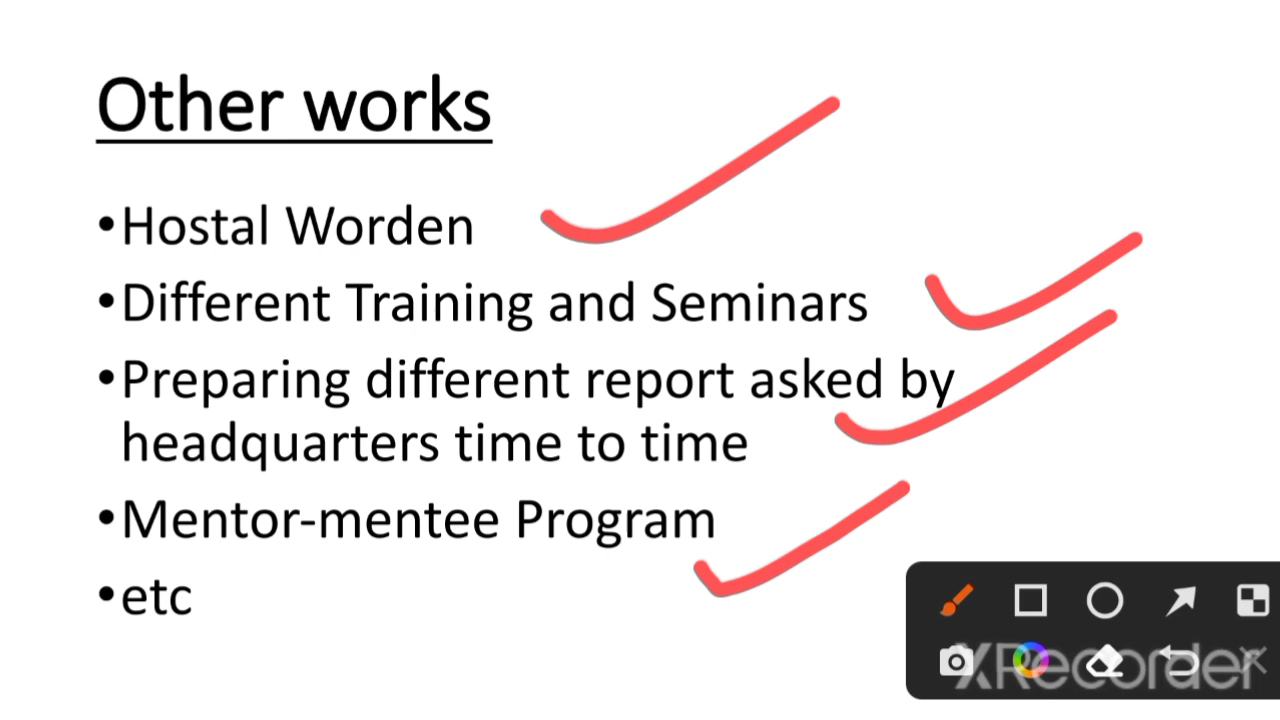 Other works
•Hostal Worden
•Different Training and Seminars
•Preparing different report asked by
headquarters time to time
•Mentor-mentee Program
•etc
XRecorder